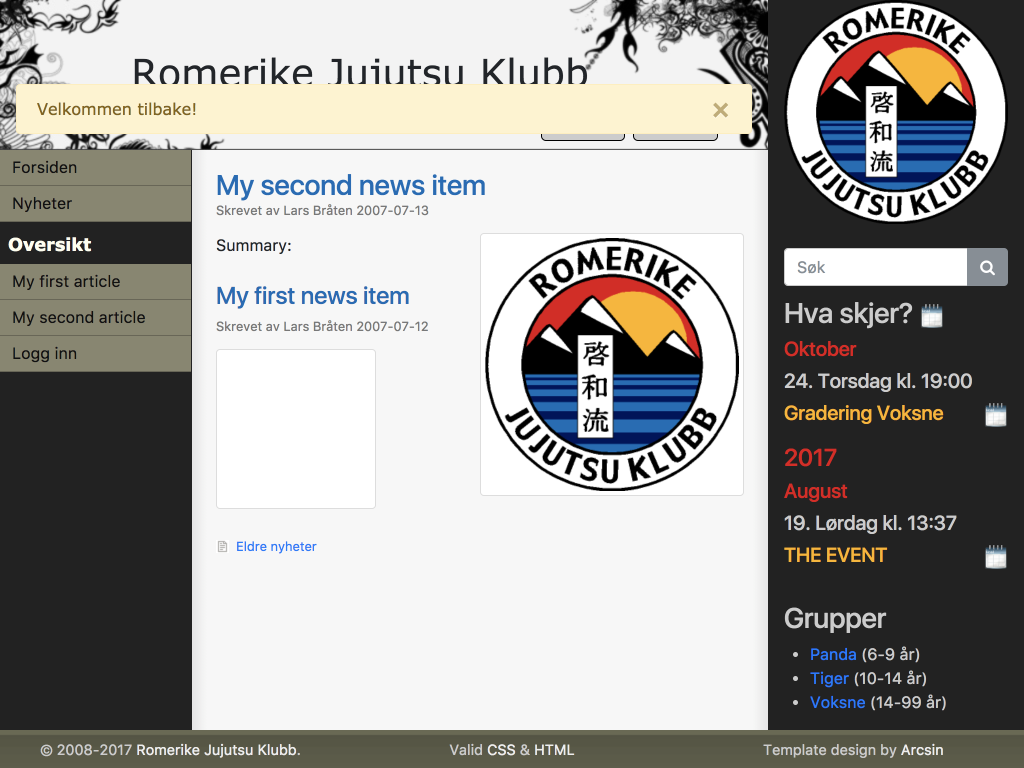 Romerike Jujutsu Klubb
Velkommen tilbake!
×
Forsiden
Nyheter
Oversikt
My first article
My second article
Logg inn
My second news item
Skrevet av Lars Bråten 2007-07-13
Summary:
My first news item
Skrevet av Lars Bråten 2007-07-12
ROMERIKE
啓
和
流
JUJUTSU KLUBB
Eldre nyheter
ROMERIKE
啓
和
流
JUJUTSU KLUBB
Søk
Hva skjer?
Oktober
24. Torsdag kl. 19:00
Gradering Voksne
2017
August
19. Lørdag kl. 13:37
THE EVENT
Grupper
• Panda (6-9 år)
• Tiger (10-14 år)
• Voksne (14-99 år)
© 2008-2017 Romerike Jujutsu Klubb.
Valid CSS & HTML
Template design by Arcsin